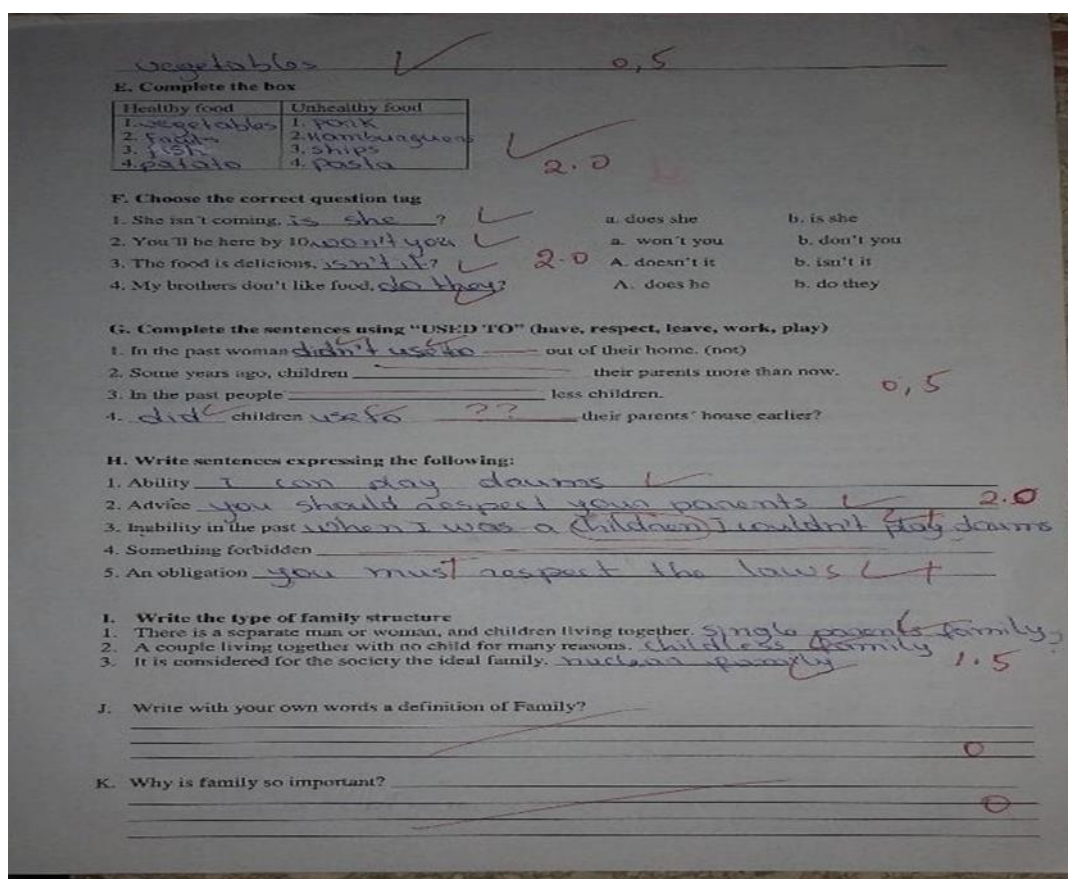 vegetables 0,5
E. Complete the box
Healthy food Unhealthy food
1. vegetables 1. pork
2. 2. Hamburguers
3. fish 3. ships
4. patato 4. pasta
2.0
F. Choose the correct question tag
1. She isn't coming, is she ? a. does she b. is she
2. You'll be here by 10, won't you a. won't you b. don't you
3. The food is delicious, isn't it? 2.0 A. doesn't it b. isn't it
4. My brothers don't like food, do they? A. does he b. do they
G. Complete the sentences using "USED TO" (have, respect, leave, work, play)
1. In the past woman didn't use to out of their home. (not)
2. Some years ago, children their parents more than now.
3. In the past people less children. 0,5
4. did children use to ?? their parents' house earlier?
H. Write sentences expressing the following:
1. Ability I can play drums
2. Advice you should respect your parents 2.0
3. Inability in the past when I was a children I couldn't play drums
4. Something forbidden
5. An obligation you must respect the laws
I. Write the type of family structure
1. There is a separate man or woman, and children living together. single parents family,
2. A couple living together with no child for many reasons. childless family
3. It is considered for the society the ideal family. nuclear family 1.5
J. Write with your own words a definition of Family?
0
K. Why is family so important?
0